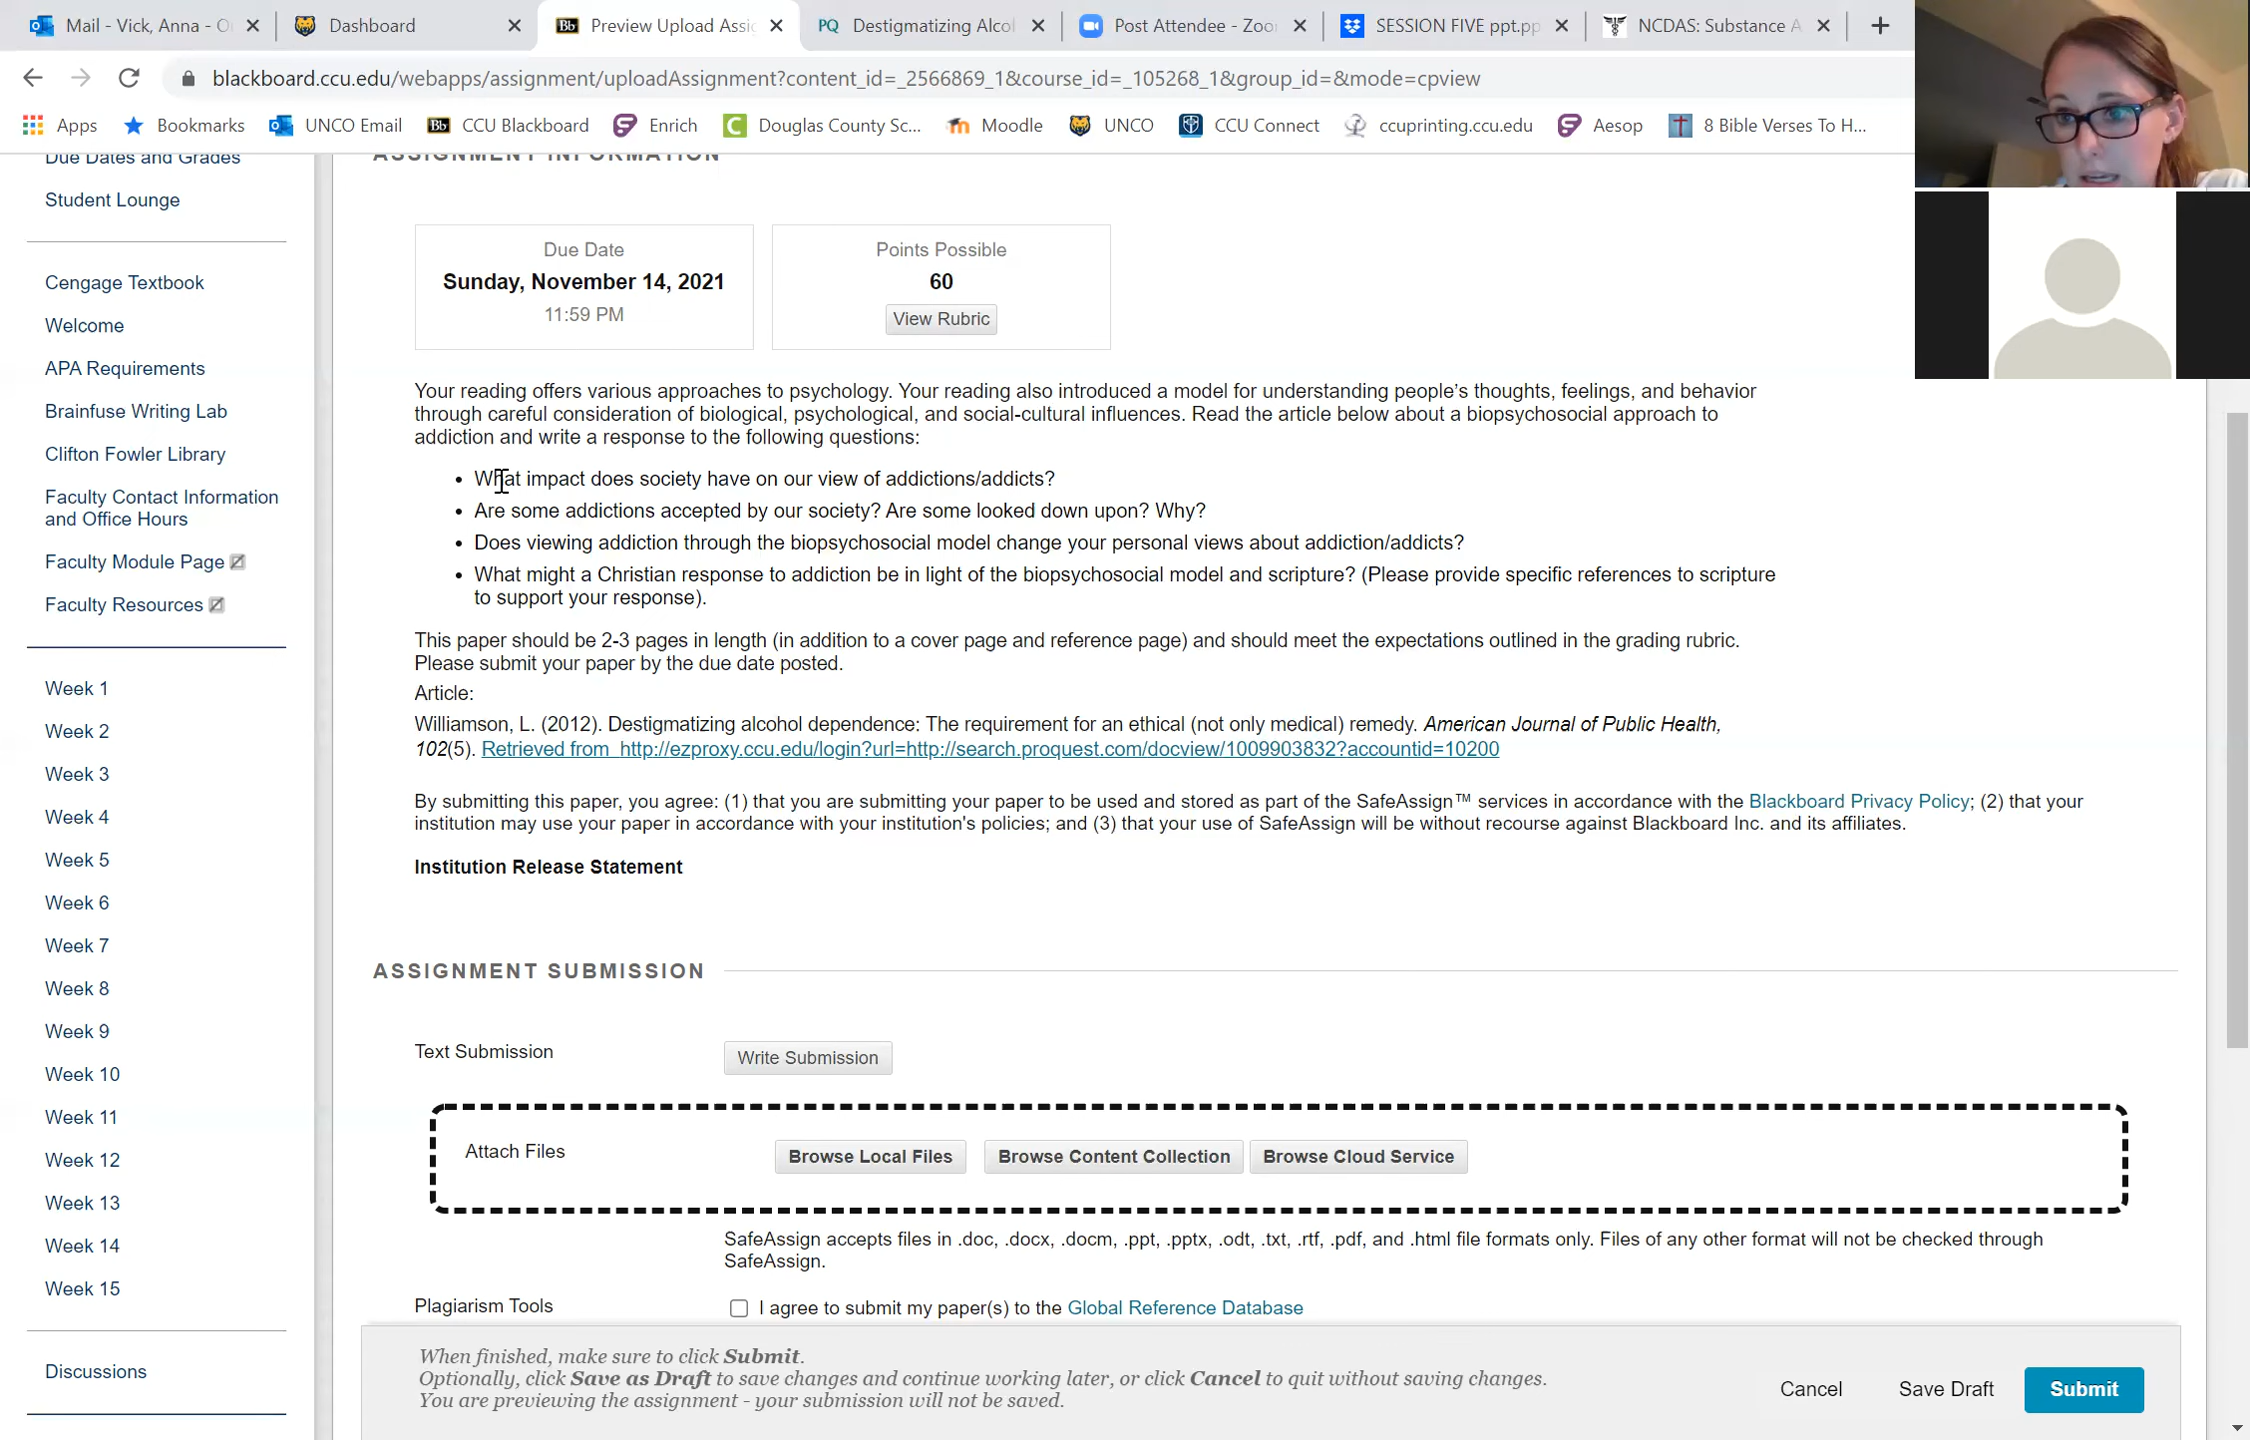 Mail - Vick, Anna - O
Dashboard
Bb Preview Upload Assi
PQ Destigmatizing Alco
Post Attendee - Zoo
SESSION FIVE ppt.pp
NCDAS: Substance A
blackboard.ccu.edu/webapps/assignment/uploadAssignment?content_id=_2566869_1&course_id=_105268_1&group_id=&mode=cpview
Apps
Bookmarks
UNCO Email
Bb CCU Blackboard
Enrich
Douglas County Sc...
Moodle
UNCO
CCU Connect
ccuprinting.ccu.edu
Aesop
8 Bible Verses To H...
Due Dates and Grades
Student Lounge
Cengage Textbook
Welcome
APA Requirements
Brainfuse Writing Lab
Clifton Fowler Library
Faculty Contact Information
and Office Hours
Faculty Module Page
Faculty Resources
Week 1
Week 2
Week 3
Week 4
Week 5
Week 6
Week 7
Week 8
Week 9
Week 10
Week 11
Week 12
Week 13
Week 14
Week 15
Discussions
ASSIGNMENT INFORMATION
Due Date
Sunday, November 14, 2021
11:59 PM
Points Possible
60
View Rubric
Your reading offers various approaches to psychology. Your reading also introduced a model for understanding people's thoughts, feelings, and behavior
through careful consideration of biological, psychological, and social-cultural influences. Read the article below about a biopsychosocial approach to
addiction and write a response to the following questions:
• What impact does society have on our view of addictions/addicts?
• Are some addictions accepted by our society? Are some looked down upon? Why?
• Does viewing addiction through the biopsychosocial model change your personal views about addiction/addicts?
• What might a Christian response to addiction be in light of the biopsychosocial model and scripture? (Please provide specific references to scripture
to support your response).
This paper should be 2-3 pages in length (in addition to a cover page and reference page) and should meet the expectations outlined in the grading rubric.
Please submit your paper by the due date posted.
Article:
Williamson, L. (2012). Destigmatizing alcohol dependence: The requirement for an ethical (not only medical) remedy. American Journal of Public Health,
102(5). Retrieved from  http://ezproxy.ccu.edu/login?url=http://search.proquest.com/docview/1009903832?accountid=10200
By submitting this paper, you agree: (1) that you are submitting your paper to be used and stored as part of the SafeAssign™ services in accordance with the Blackboard Privacy Policy; (2) that your
institution may use your paper in accordance with your institution's policies; and (3) that your use of SafeAssign will be without recourse against Blackboard Inc. and its affiliates.
Institution Release Statement
ASSIGNMENT SUBMISSION
Text Submission
Write Submission
Attach Files
Browse Local Files
Browse Content Collection
Browse Cloud Service
SafeAssign accepts files in .doc, .docx, .docm, .ppt, .pptx, .odt, .txt, .rtf, .pdf, and .html file formats only. Files of any other format will not be checked through
SafeAssign.
Plagiarism Tools
I agree to submit my paper(s) to the Global Reference Database
When finished, make sure to click Submit.
Optionally, click Save as Draft to save changes and continue working later, or click Cancel to quit without saving changes.
You are previewing the assignment - your submission will not be saved.
Cancel
Save Draft
Submit